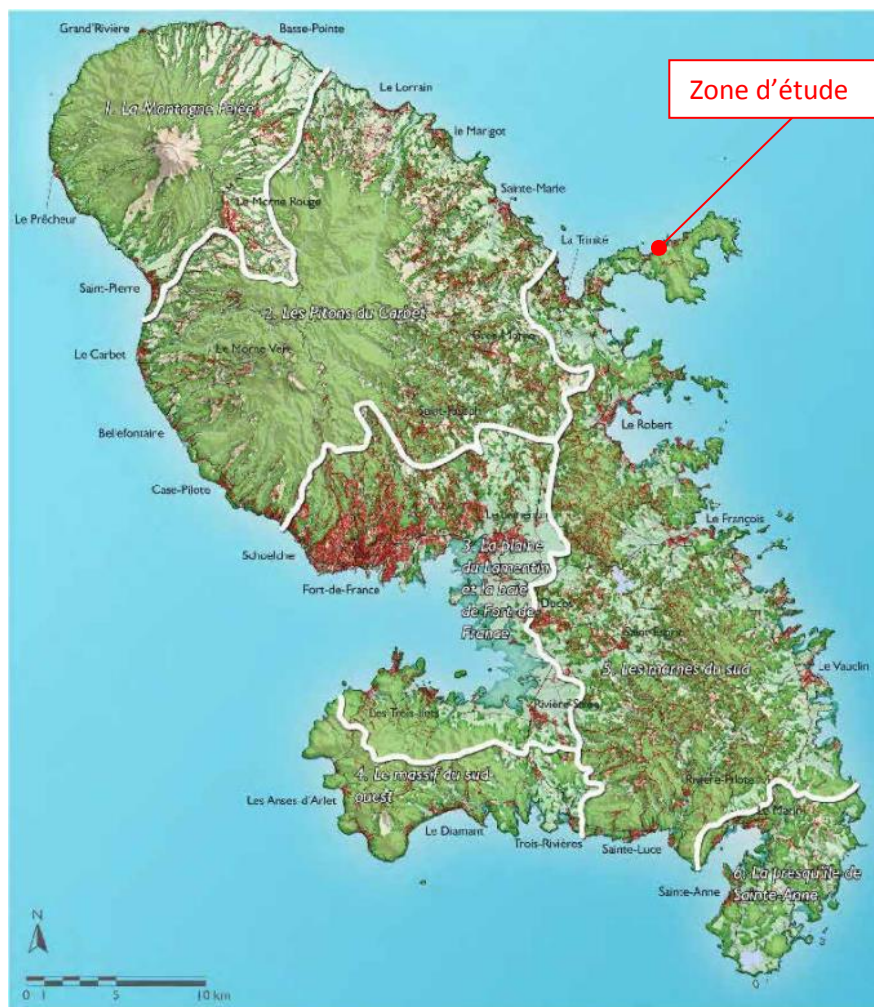 Grand'Rivière
Basse-Pointe
Zone d'étude
Le Lorrain
1. La Montagne Pelée
le Marigot
Le Morne Rouge
Sainte-Marie
Le Prêcheur
La Trinité
Saint-Pierre
2. Les Pitons du Carbet
Le Carbet
Le Morne Vert
Gros-Morne
Saint-Joseph
Le Robert
Bellefontaine
Case-Pilote
Le François
Schoelcher
Le Lamentin
3. La plaine
du Lamentin
et la baie
de Fort-de-
France
Fort-de-France
Ducos
Saint-Esprit
5. Les mornes du sud
Le Vauclin
Rivière-Salée
Les Trois-Ilets
4. Le massif du sud-
ouest
Rivière-Pilote
Les Anses-d'Arlet
Le Marin
Le Diamant
Trois-Rivières
Sainte-Luce
Sainte-Anne
6. La presqu'île de
Sainte-Anne
N
0 1 5 10 km